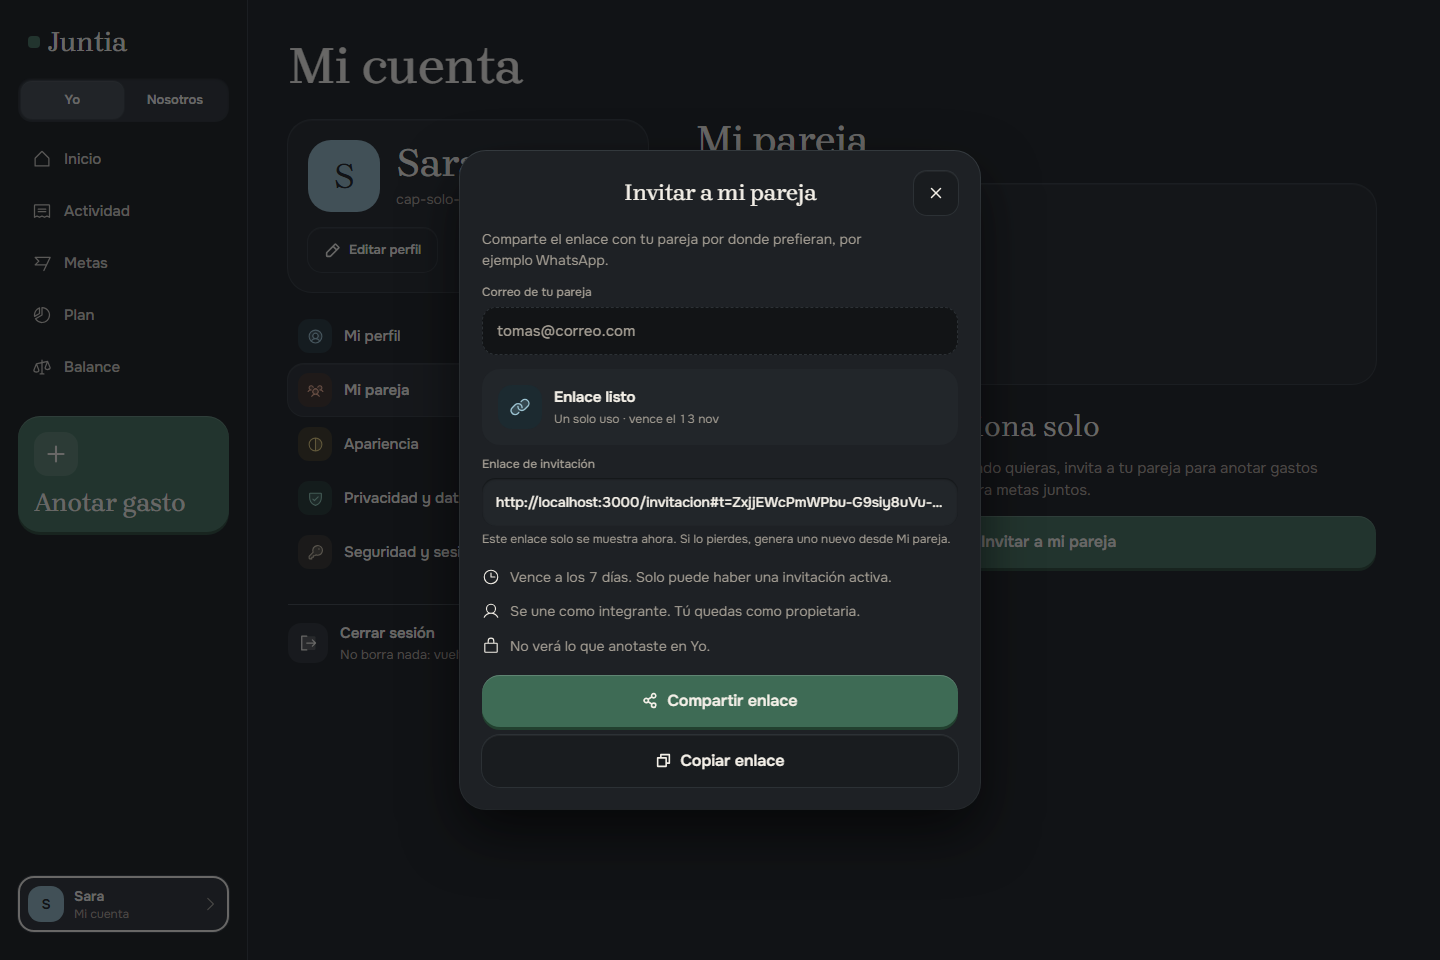 Juntia
Yo
Nosotros
Inicio
Actividad
Metas
Plan
Balance
Anotar gasto
S
Sara
Mi cuenta
Mi cuenta
S
cap-solo-
Editar perfil
Mi perfil
Mi pareja
Apariencia
Privacidad y
Seguridad y
Cerrar sesión
No borra nada:
Mi pareja
solo
quieras, invita a tu pareja para anotar gastos
metas juntos.
Invitar a mi pareja
Invitar a mi pareja
Comparte el enlace con tu pareja por donde prefieran, por
ejemplo WhatsApp.
Correo de tu pareja
tomas@correo.com
Enlace listo
Un solo uso · vence el 13 nov
Enlace de invitación
http://localhost:3000/invitacion#t=ZxjjEWcPmWPbu-G9siy8uVu-...
Este enlace solo se muestra ahora. Si lo pierdes, genera uno nuevo desde Mi pareja.
Vence a los 7 días. Solo puede haber una invitación activa.
Se une como integrante. Tú quedas como propietaria.
No verá lo que anotaste en Yo.
Compartir enlace
Copiar enlace